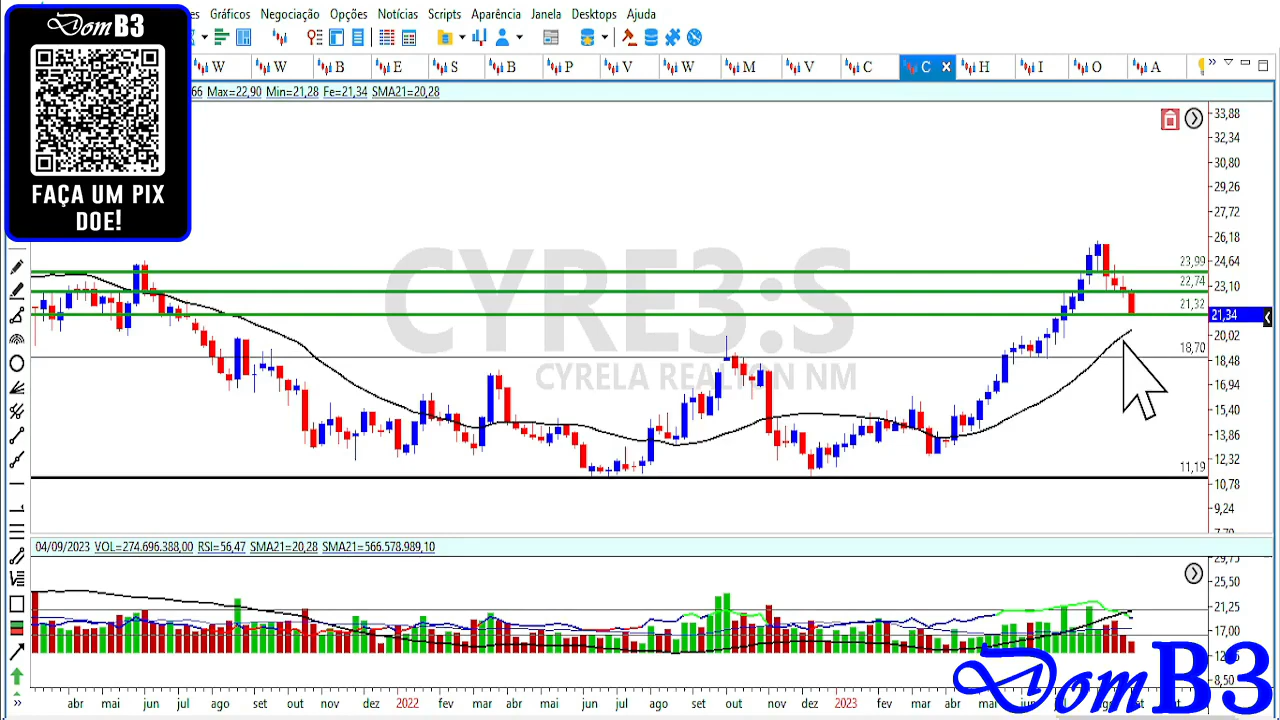 DomB3
FAÇA UM PIX
DOE!
Gráficos Negociação Opções Notícias Scripts Aparência Janela Desktops Ajuda
W W B E S B P V W M V C C H I O A
66 Max=22,90 Min=21,28 Fe=21,34 SMA21=20,28
33,88
32,34
30,80
29,26
27,72
26,18
24,64
23,10
21,34
20,02
18,48
16,94
15,40
13,86
12,32
10,78
9,24
23,99
22,74
21,32
18,70
11,19
CYRE3:S
CYRELA REALTON NM
04/09/2023 VOL=274.696.388,00 RSI=56,47 SMA21=20,28 SMA21=566.578.989,10
29,75
25,50
21,25
17,00
8,50
abr mai jun jul ago set out nov dez 2022 fev mar abr mai jun jul ago set out nov dez 2023 fev mar abr mai
DomB3